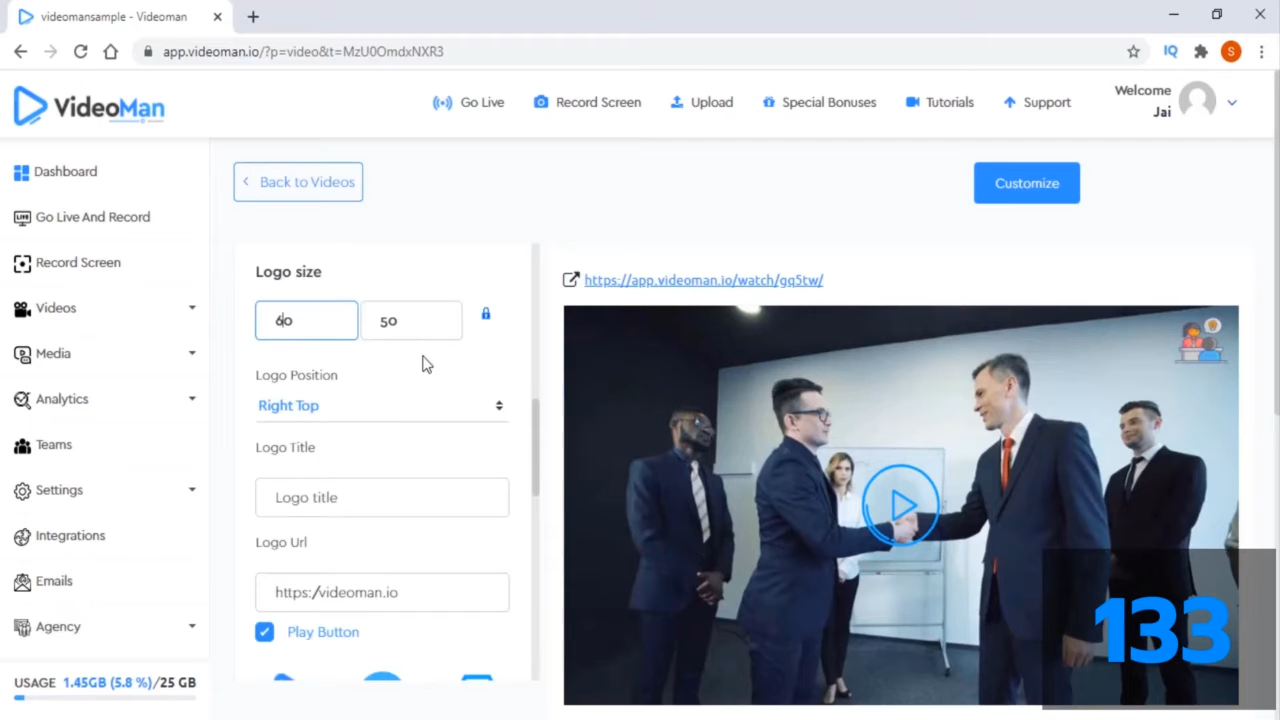 videomansample - Videoman
app.videoman.io/?p=video&t=MzU0OmdxNXR3
IQ
S
VideoMan
Go Live
Record Screen
Upload
Special Bonuses
Tutorials
Support
Welcome
Jai
Dashboard
LIVE
Go Live And Record
Record Screen
Videos
Media
Analytics
Teams
Settings
Integrations
Emails
Agency
USAGE 1.45GB (5.8 %)/25 GB
Back to Videos
Customize
Logo size
60
50
Logo Position
Right Top
Logo Title
Logo title
Logo Url
https://videoman.io
Play Button
https://app.videoman.io/watch/gq5tw/
133